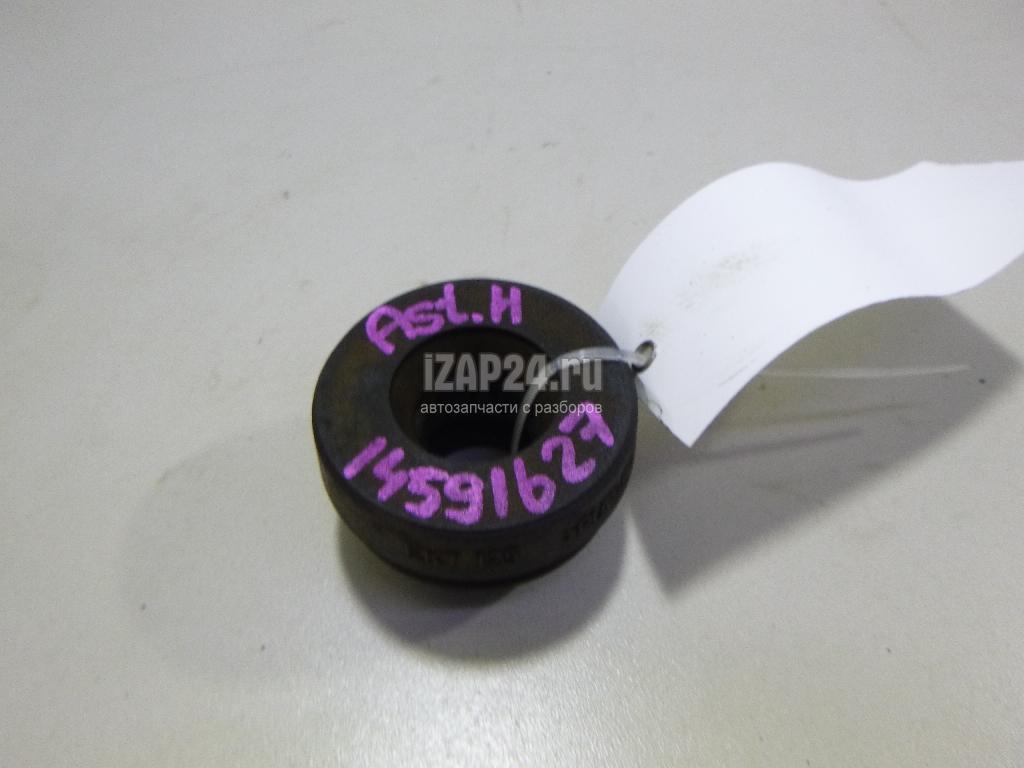 Ast.H
iZAP24.ru
автозапчасти с разборов
14591627